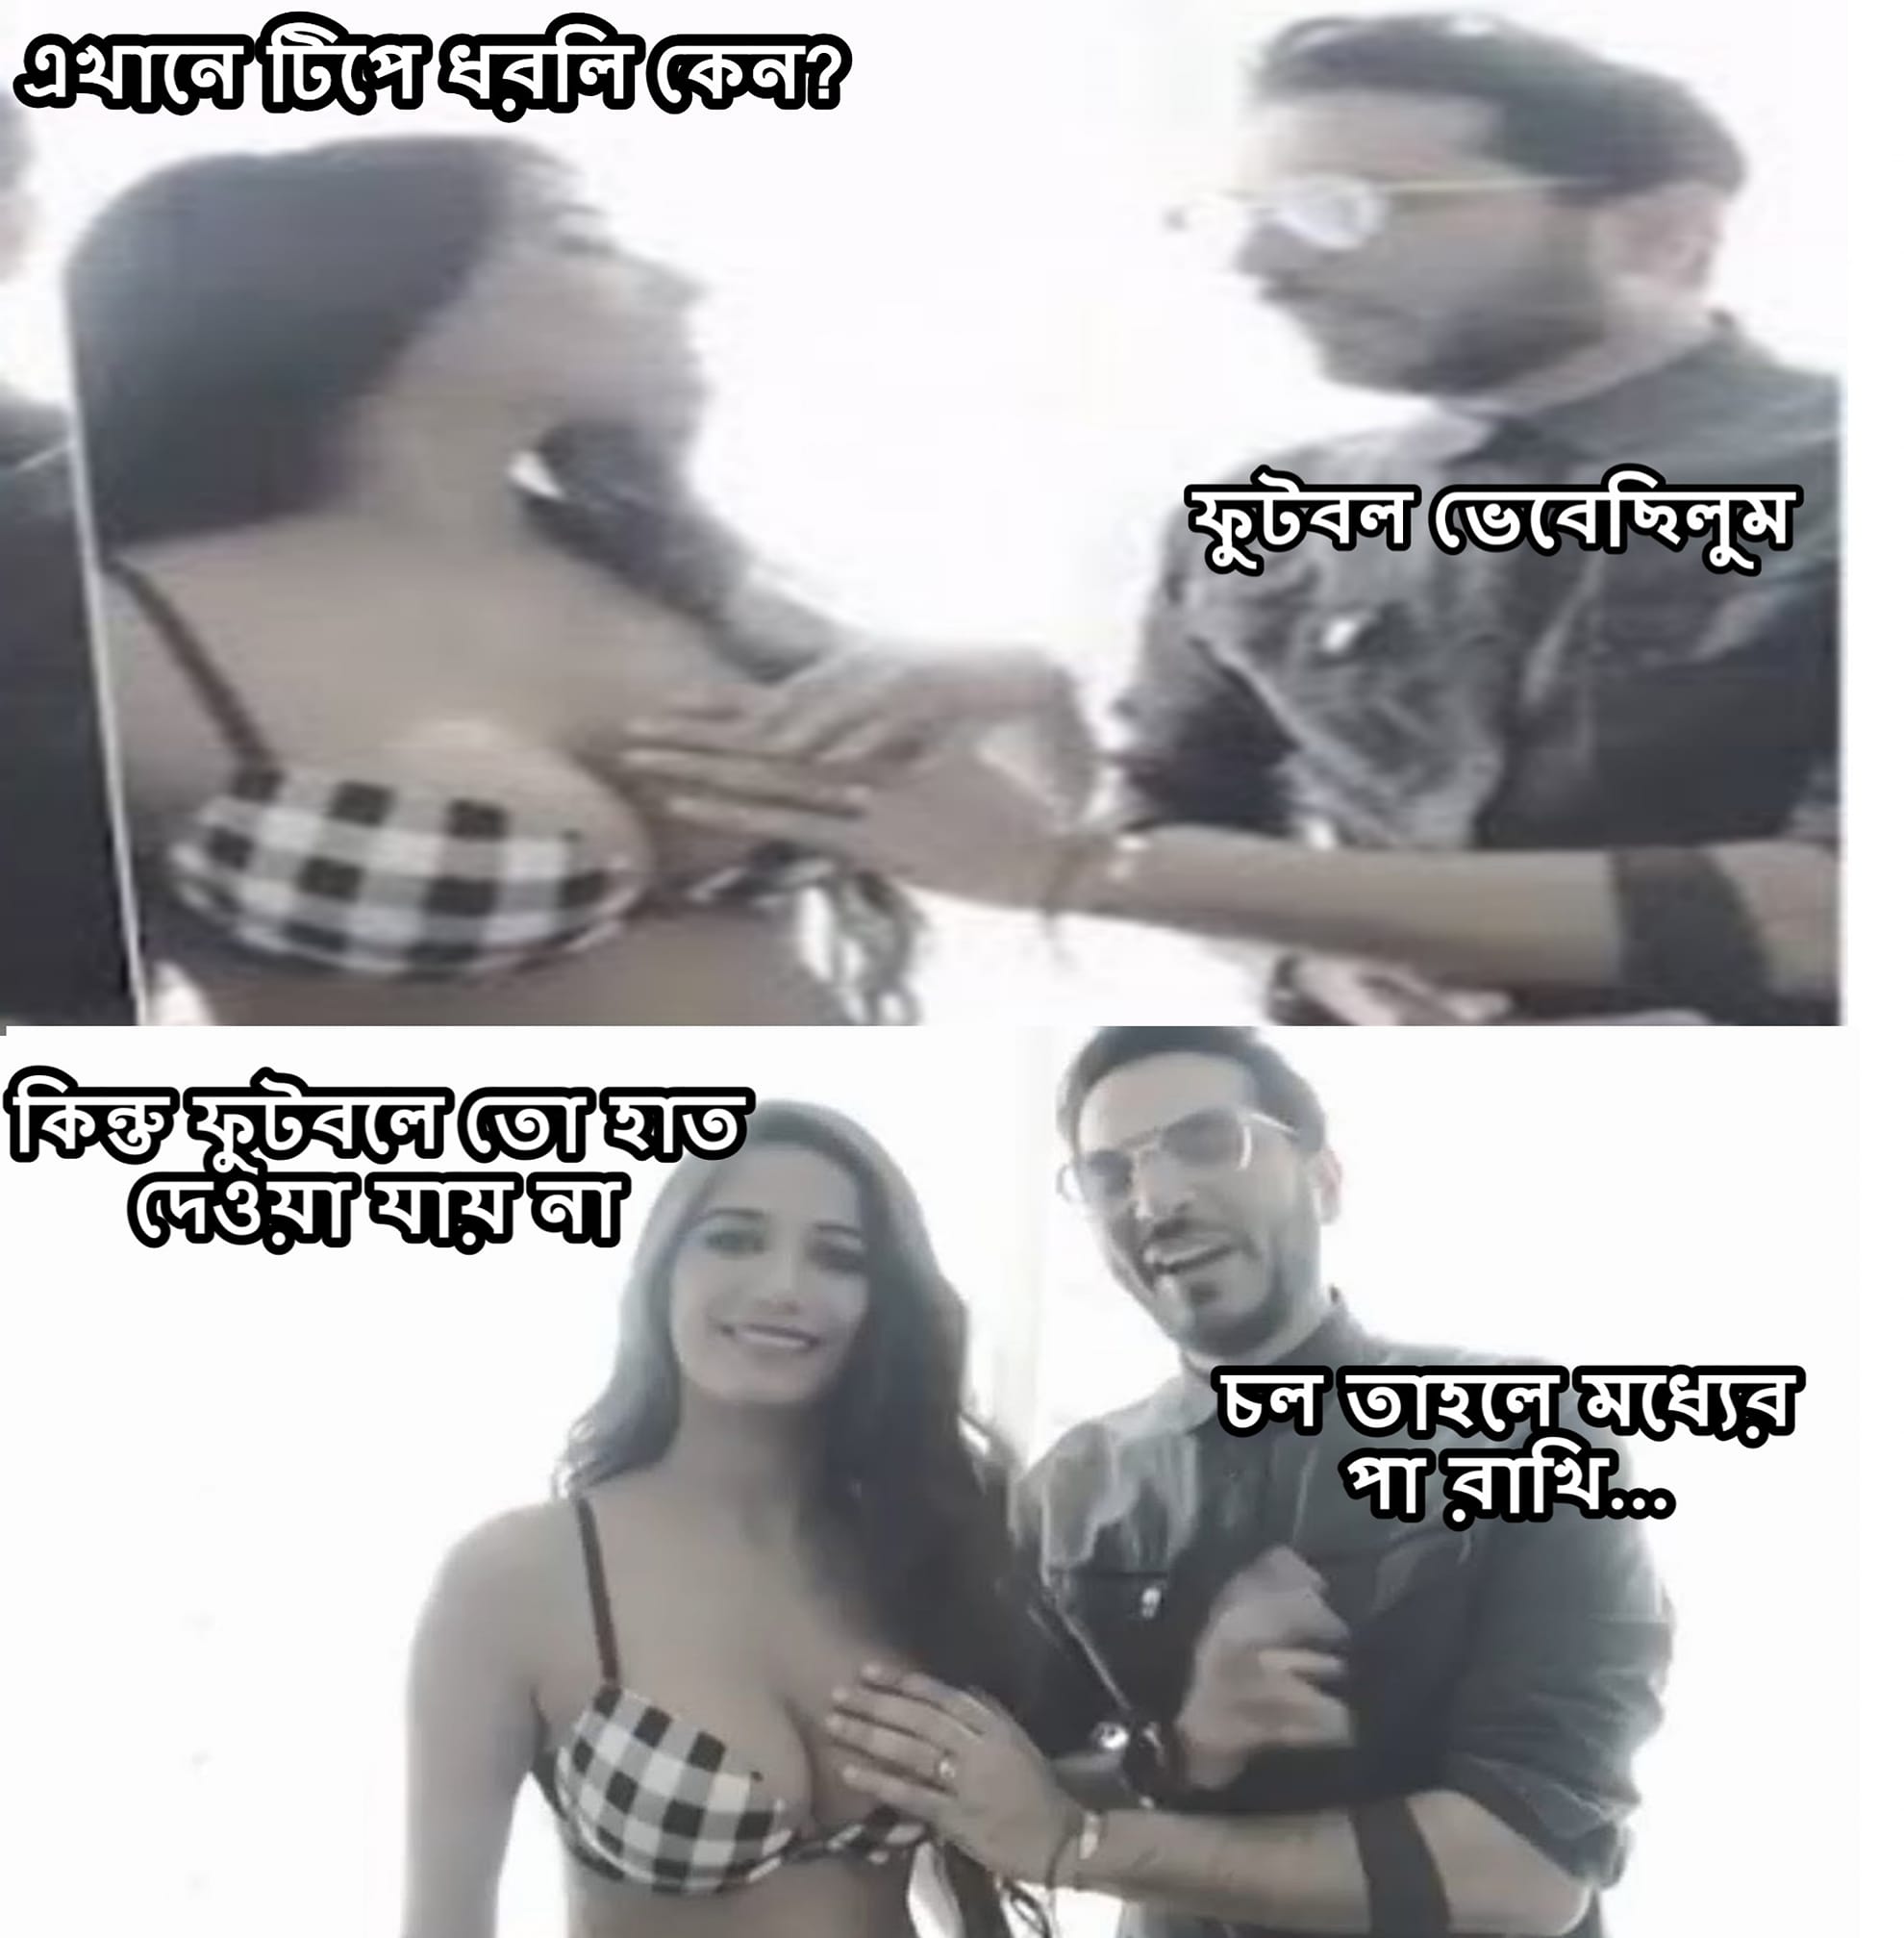 এখানে টিপে ধরলি কেন?
ফুটবল ভেবেছিলুম
কিন্তু ফুটবলে তো হাত
দেওয়া যায় না
চল তাহলে মধ্যের
পা রাখি...